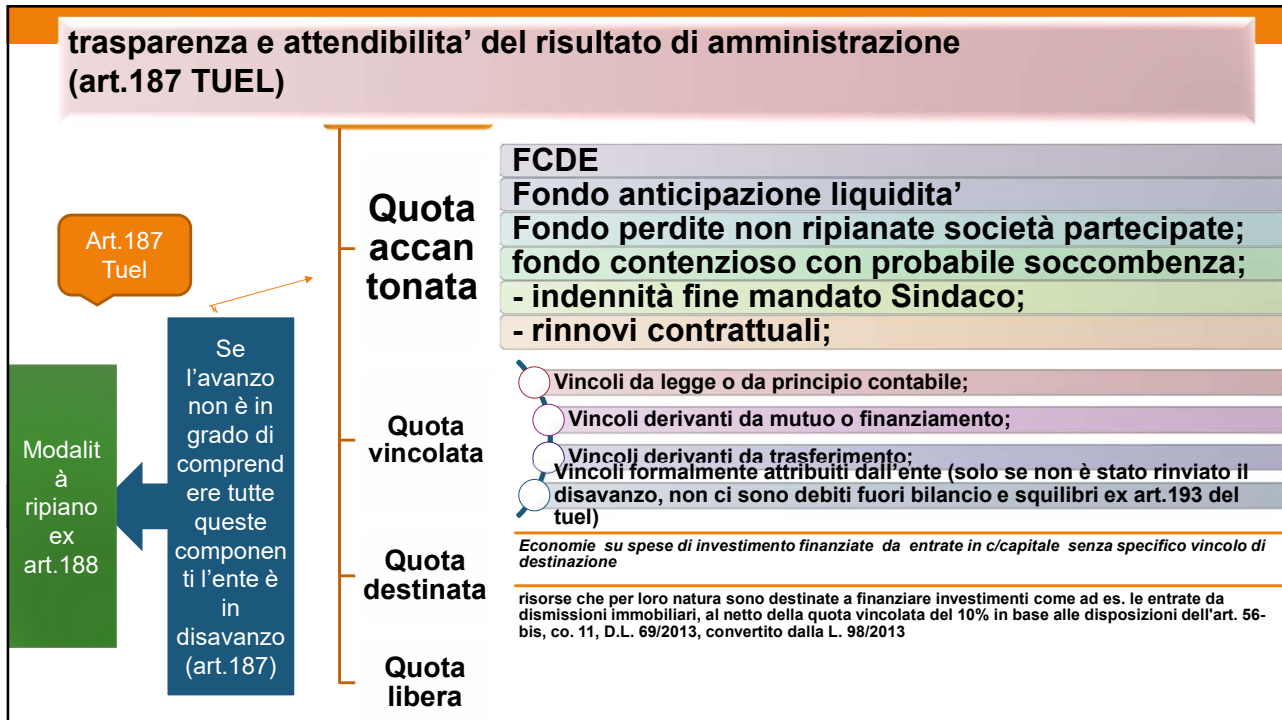 trasparenza e attendibilita’ del risultato di amministrazione
(art.187 TUEL)
Art.187
Tuel
Modalit
à
ripiano
ex
art.188
Se
l’avanzo
non è in
grado di
comprend
ere tutte
queste
componen
ti l’ente è
in
disavanzo
(art.187)
Quota
accan
tonata
FCDE
Fondo anticipazione liquidita’
Fondo perdite non ripianate società partecipate;
fondo contenzioso con probabile soccombenza;
- indennità fine mandato Sindaco;
- rinnovi contrattuali;
Quota
vincolata
Vincoli da legge o da principio contabile;
Vincoli derivanti da mutuo o finanziamento;
Vincoli derivanti da trasferimento;
Vincoli formalmente attribuiti dall’ente (solo se non è stato rinviato il
disavanzo, non ci sono debiti fuori bilancio e squilibri ex art.193 del
tuel)
Quota
destinata
Economie su spese di investimento finanziate da entrate in c/capitale senza specifico vincolo di
destinazione
risorse che per loro natura sono destinate a finanziare investimenti come ad es. le entrate da
dismissioni immobiliari, al netto della quota vincolata del 10% in base alle disposizioni dell'art. 56-
bis, co. 11, D.L. 69/2013, convertito dalla L. 98/2013
Quota
libera